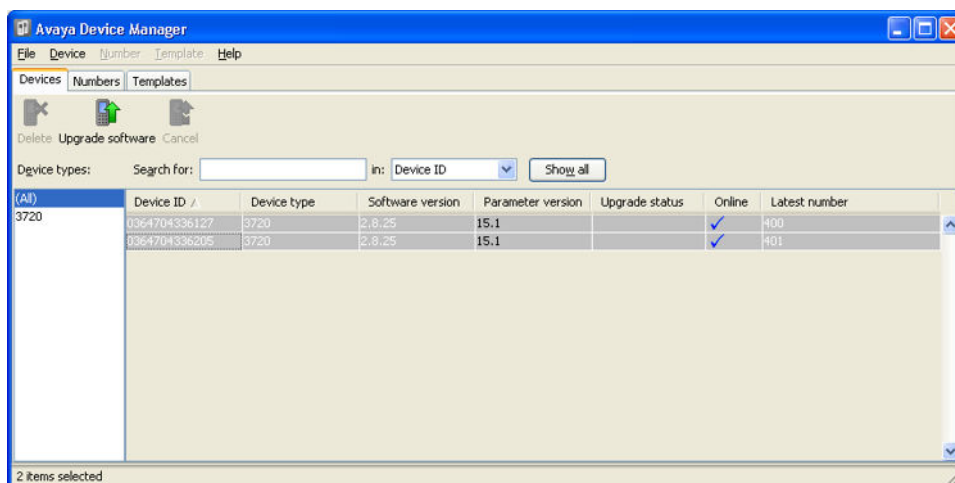 Avaya Device Manager
File Device Number Template Help
Devices Numbers Templates
Delete Upgrade software Cancel
Device types: Search for: in: Device ID Show all
(All) Device ID Device type Software version Parameter version Upgrade status Online Latest number
3720 0364704336127 3720 2.8.25 15.1 400
0364704336205 3720 2.8.25 15.1 401
2 items selected